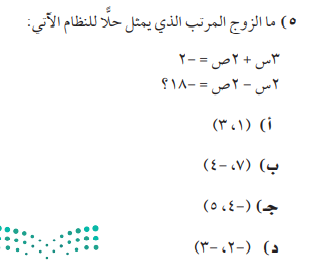 ٥) ما الزوج المرتب الذي يمثل حلًّا للنظام الآتي:
٣س + ٢ص = -٢
٢س - ٢ص = -١٨؟
أ) (١، ٣)
ب) (٧، -٤)
جـ) (-٤، ٥)
د) (-٢، -٣)